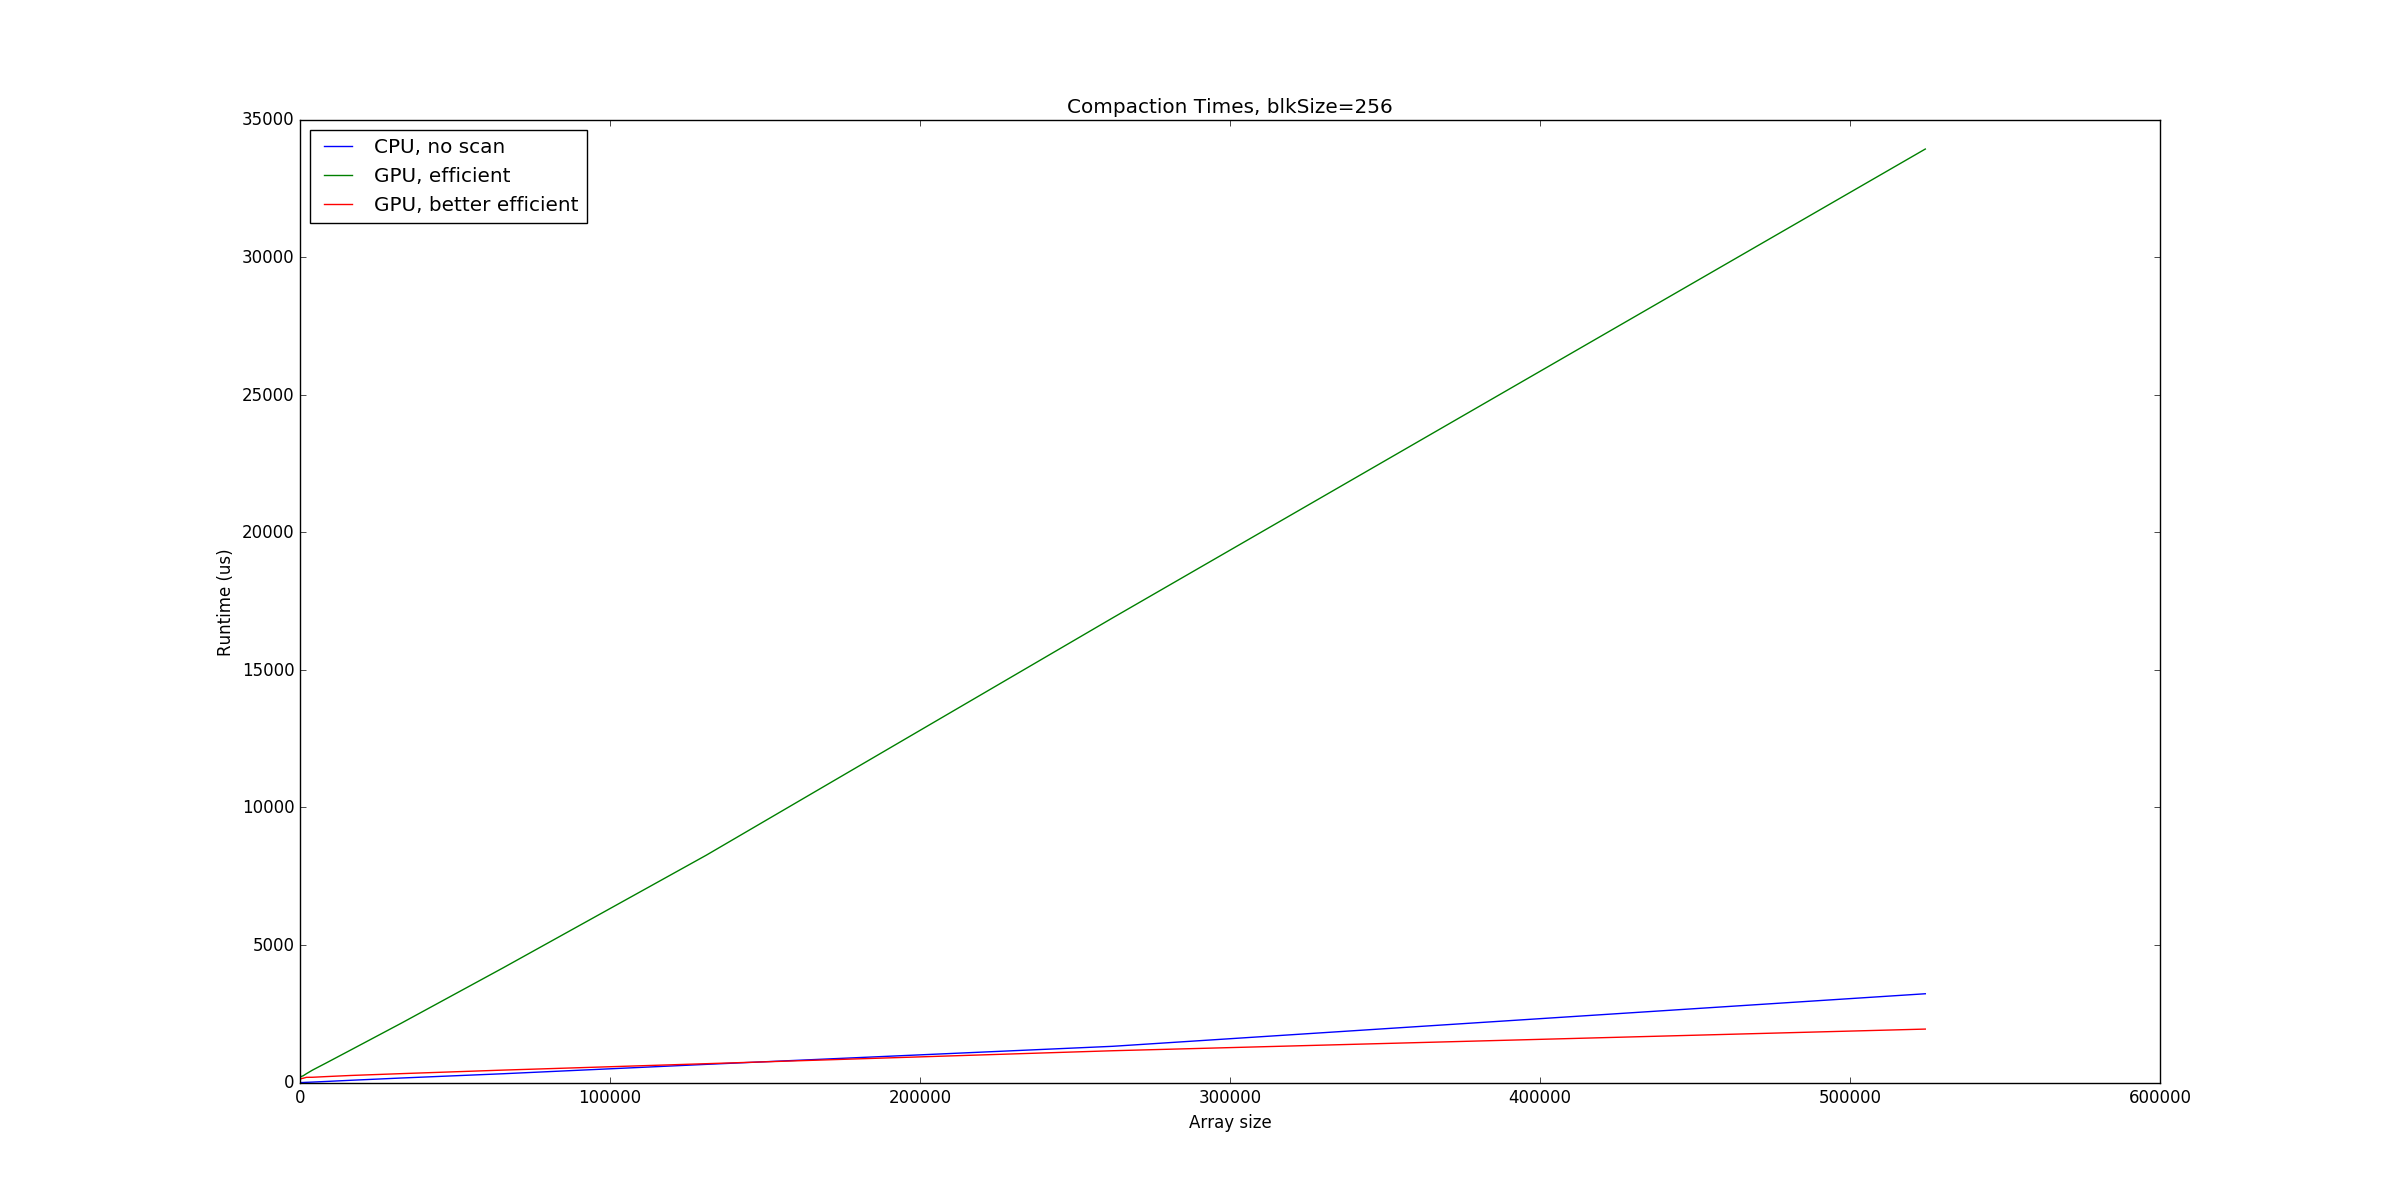 Compaction Times, blkSize=256
35000
30000
25000
20000
15000
10000
5000
0
Runtime (us)
CPU, no scan
GPU, efficient
GPU, better efficient
0 100000 200000 300000 400000 500000 600000
Array size